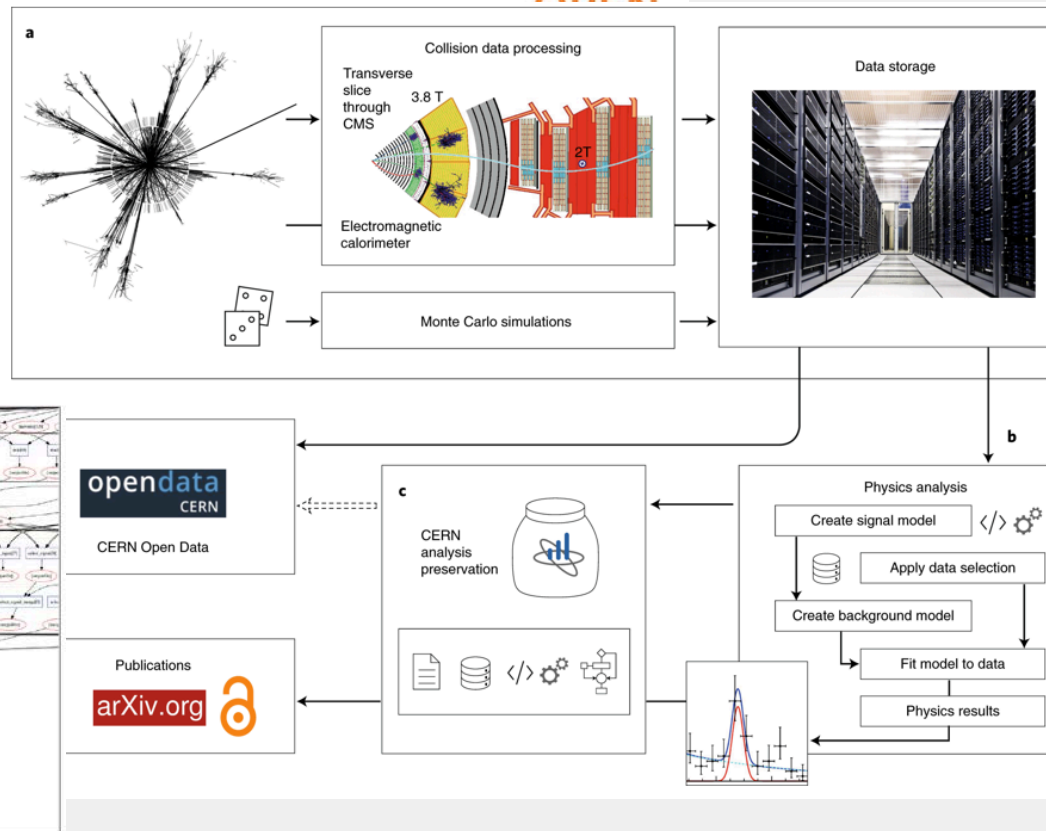 a
Collision data processing
Transverse
slice
through
CMS
3.8 T
2T
Electromagnetic
calorimeter
Data storage
Monte Carlo simulations
b
opendata
CERN
CERN Open Data
c
CERN
analysis
preservation
</>
Physics analysis
Create signal model
</>
Apply data selection
Create background model
Fit model to data
Physics results
Publications
arXiv.org